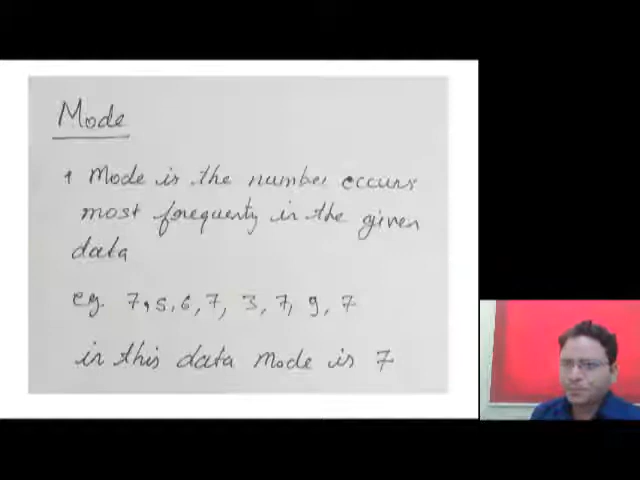 Mode
Mode is the number occurs
most forequenty in the given
data
eg. 7, 5, 6, 7, 3, 7, 9, 7
in this data Mode is 7